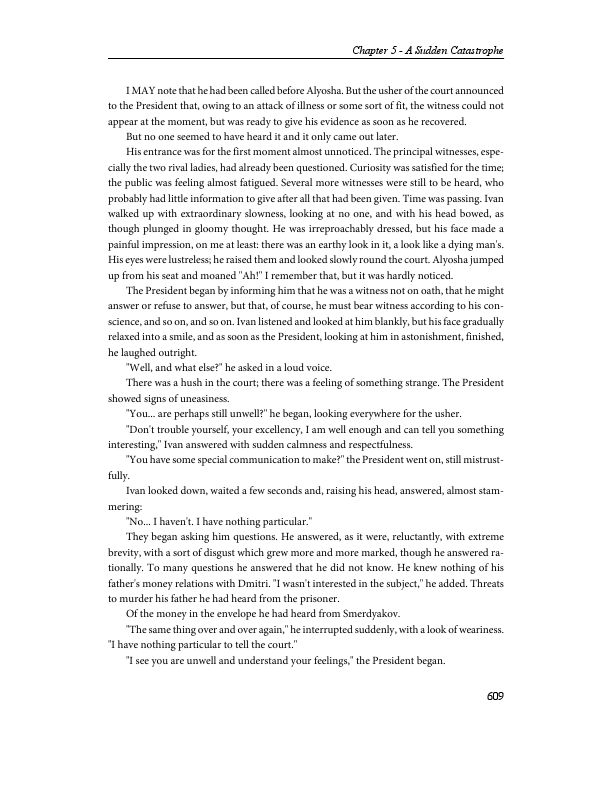 Chapter 5 - A Sudden Catastrophe
I MAY note that he had been called before Alyosha. But the usher of the court announced
to the President that, owing to an attack of illness or some sort of fit, the witness could not
appear at the moment, but was ready to give his evidence as soon as he recovered.
But no one seemed to have heard it and it only came out later.
His entrance was for the first moment almost unnoticed. The principal witnesses, espe-
cially the two rival ladies, had already been questioned. Curiosity was satisfied for the time;
the public was feeling almost fatigued. Several more witnesses were still to be heard, who
probably had little information to give after all that had been given. Time was passing. Ivan
walked up with extraordinary slowness, looking at no one, and with his head bowed, as
though plunged in gloomy thought. He was irreproachably dressed, but his face made a
painful impression, on me at least: there was an earthy look in it, a look like a dying man's.
His eyes were lustreless; he raised them and looked slowly round the court. Alyosha jumped
up from his seat and moaned "Ah!" I remember that, but it was hardly noticed.
The President began by informing him that he was a witness not on oath, that he might
answer or refuse to answer, but that, of course, he must bear witness according to his con-
science, and so on, and so on. Ivan listened and looked at him blankly, but his face gradually
relaxed into a smile, and as soon as the President, looking at him in astonishment, finished,
he laughed outright.
"Well, and what else?" he asked in a loud voice.
There was a hush in the court; there was a feeling of something strange. The President
showed signs of uneasiness.
"You... are perhaps still unwell?" he began, looking everywhere for the usher.
"Don't trouble yourself, your excellency, I am well enough and can tell you something
interesting," Ivan answered with sudden calmness and respectfulness.
"You have some special communication to make?" the President went on, still mistrust-
fully.
Ivan looked down, waited a few seconds and, raising his head, answered, almost stam-
mering:
"No... I haven't. I have nothing particular."
They began asking him questions. He answered, as it were, reluctantly, with extreme
brevity, with a sort of disgust which grew more and more marked, though he answered ra-
tionally. To many questions he answered that he did not know. He knew nothing of his
father's money relations with Dmitri. "I wasn't interested in the subject," he added. Threats
to murder his father he had heard from the prisoner.
Of the money in the envelope he had heard from Smerdyakov.
"The same thing over and over again," he interrupted suddenly, with a look of weariness.
"I have nothing particular to tell the court."
"I see you are unwell and understand your feelings," the President began.
609